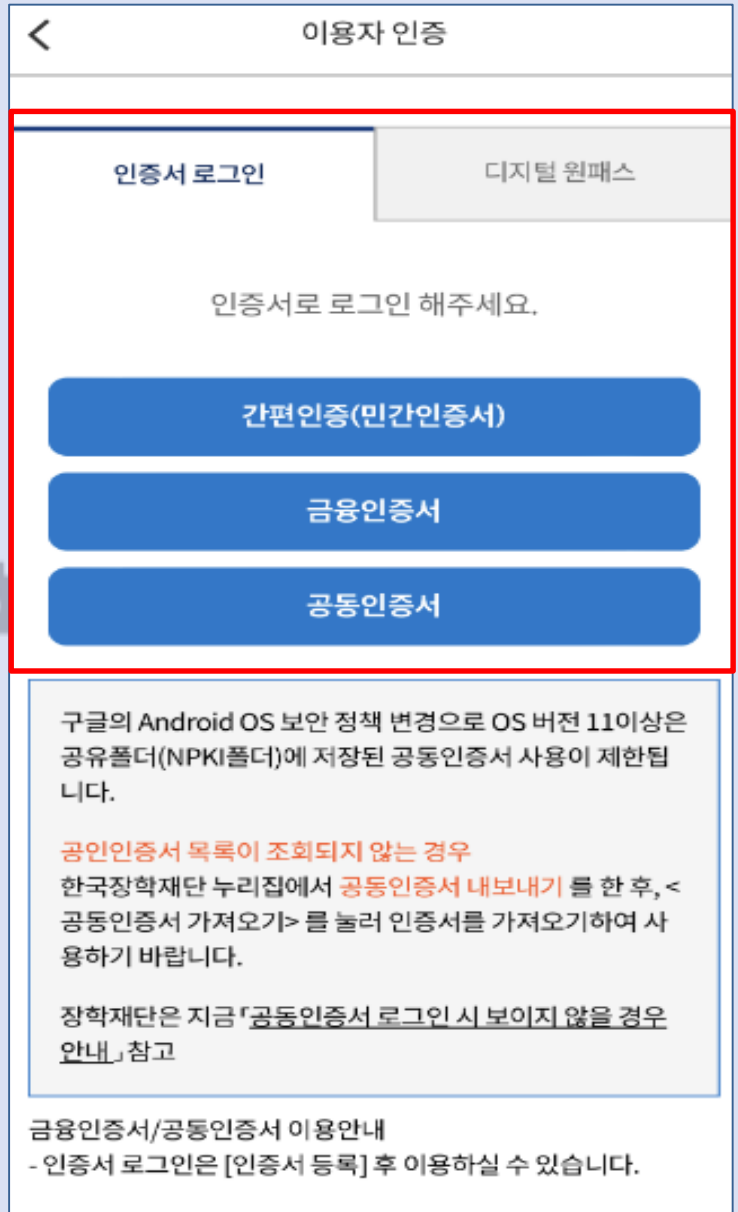 이용자 인증
인증서 로그인
디지털 원패스
인증서로 로그인 해주세요.
간편인증(민간인증서)
금융인증서
공동인증서
구글의 Android OS 보안 정책 변경으로 OS 버전 11이상은
공유폴더(NPKI폴더)에 저장된 공동인증서 사용이 제한됩
니다.
공인인증서 목록이 조회되지 않는 경우
한국장학재단 누리집에서 공동인증서 내보내기 를 한 후, <
공동인증서 가져오기> 를 눌러 인증서를 가져오기하여 사
용하기 바랍니다.
장학재단은 지금「공동인증서 로그인 시 보이지 않을 경우
안내」참고
금융인증서/공동인증서 이용안내
- 인증서 로그인은 [인증서 등록] 후 이용하실 수 있습니다.